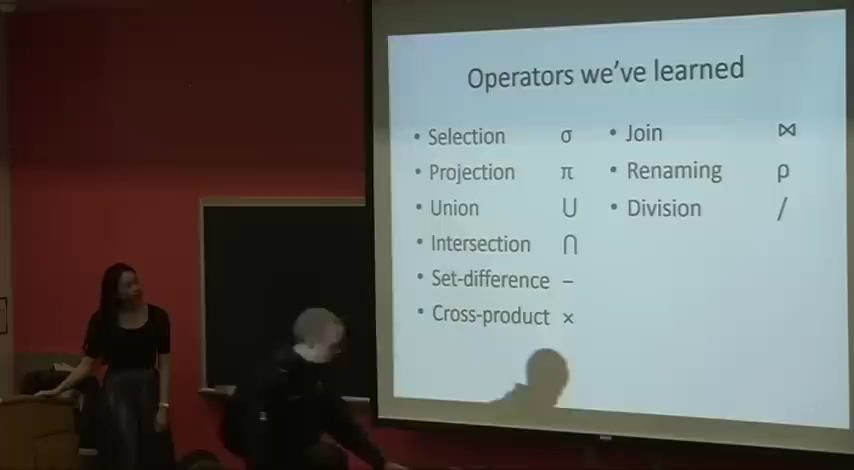 Operators we've learned
• Selection σ
• Projection π
• Union ∪
• Intersection ∩
• Set-difference −
• Cross-product ×
• Join ⋈
• Renaming ρ
• Division /